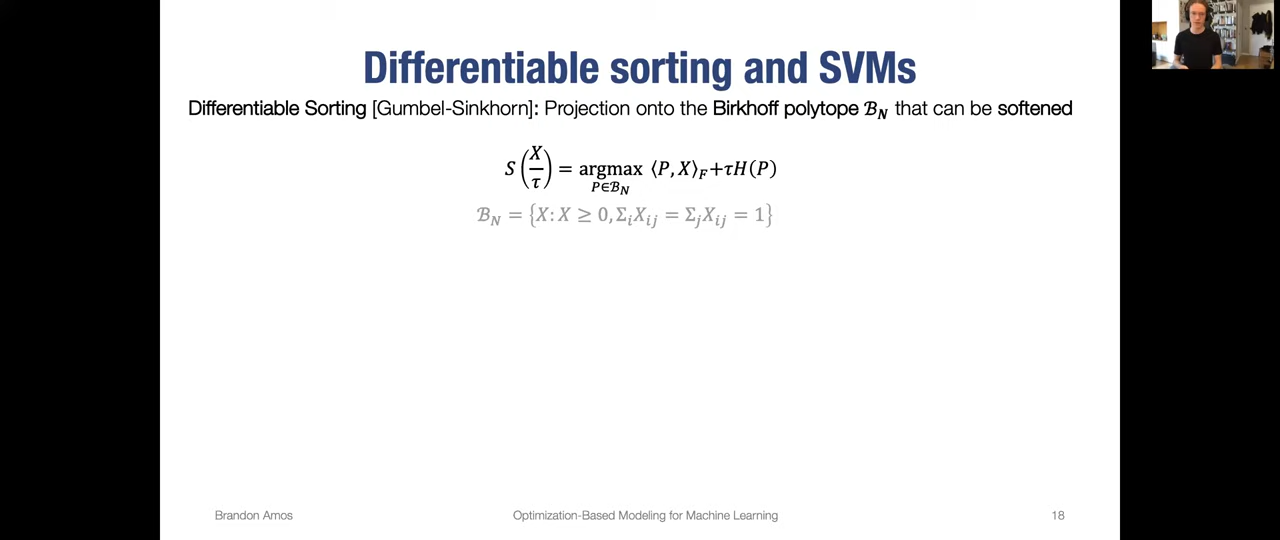 Differentiable sorting and SVMs
Differentiable Sorting [Gumbel-Sinkhorn]: Projection onto the Birkhoff polytope ℬ_N that can be softened
S(X/τ) = argmax_{P∈ℬ_N} ⟨P, X⟩_F + τH(P)
ℬ_N = {X: X ≥ 0, Σ_i X_ij = Σ_j X_ij = 1}
Brandon Amos
Optimization-Based Modeling for Machine Learning
18